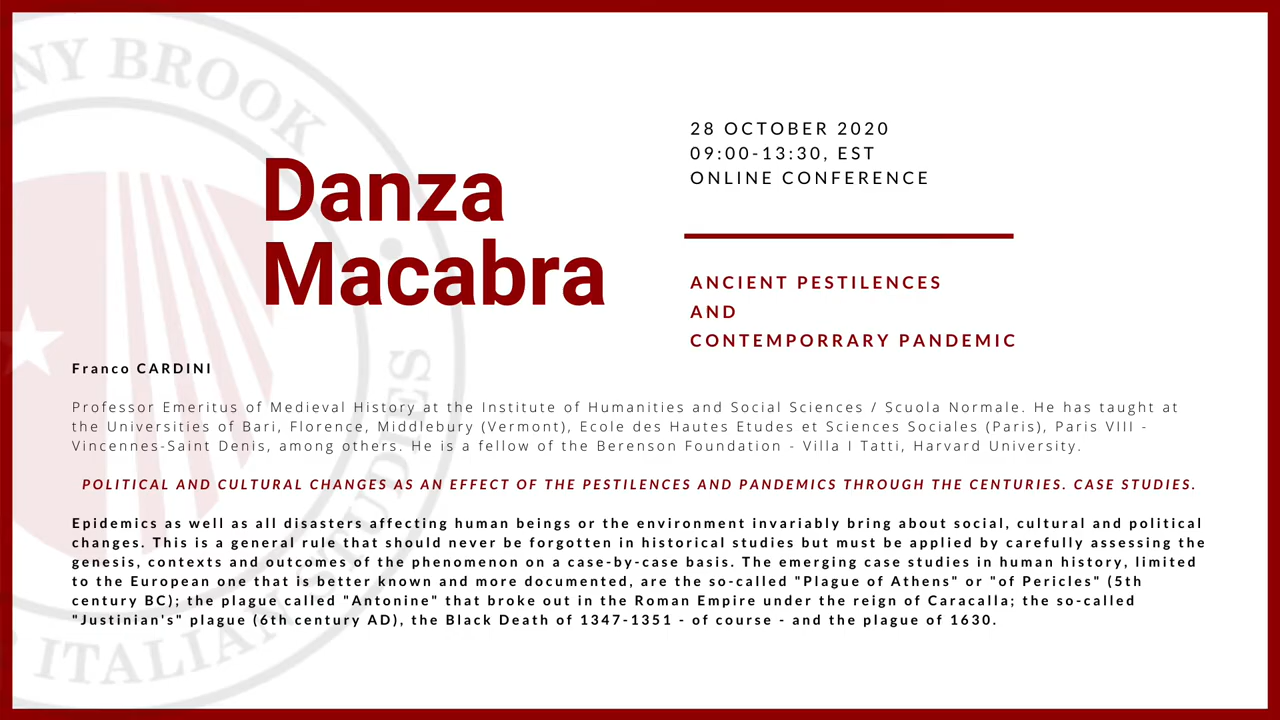 NY BROOK
Danza
Macabra
28 OCTOBER 2020
09:00-13:30, EST
ONLINE CONFERENCE
ANCIENT PESTILENCES
AND
CONTEMPORRARY PANDEMIC
Franco CARDINI
Professor Emeritus of Medieval History at the Institute of Humanities and Social Sciences / Scuola Normale. He has taught at
the Universities of Bari, Florence, Middlebury (Vermont), Ecole des Hautes Etudes et Sciences Sociales (Paris), Paris VIII -
Vincennes-Saint Denis, among others. He is a fellow of the Berenson Foundation - Villa I Tatti, Harvard University.
POLITICAL AND CULTURAL CHANGES AS AN EFFECT OF THE PESTILENCES AND PANDEMICS THROUGH THE CENTURIES. CASE STUDIES.
Epidemics as well as all disasters affecting human beings or the environment invariably bring about social, cultural and political
changes. This is a general rule that should never be forgotten in historical studies but must be applied by carefully assessing the
genesis, contexts and outcomes of the phenomenon on a case-by-case basis. The emerging case studies in human history, limited
to the European one that is better known and more documented, are the so-called "Plague of Athens" or "of Pericles" (5th
century BC); the plague called "Antonine" that broke out in the Roman Empire under the reign of Caracalla; the so-called
"Justinian's" plague (6th century AD), the Black Death of 1347-1351 - of course - and the plague of 1630.
ITALIAN STUDIES